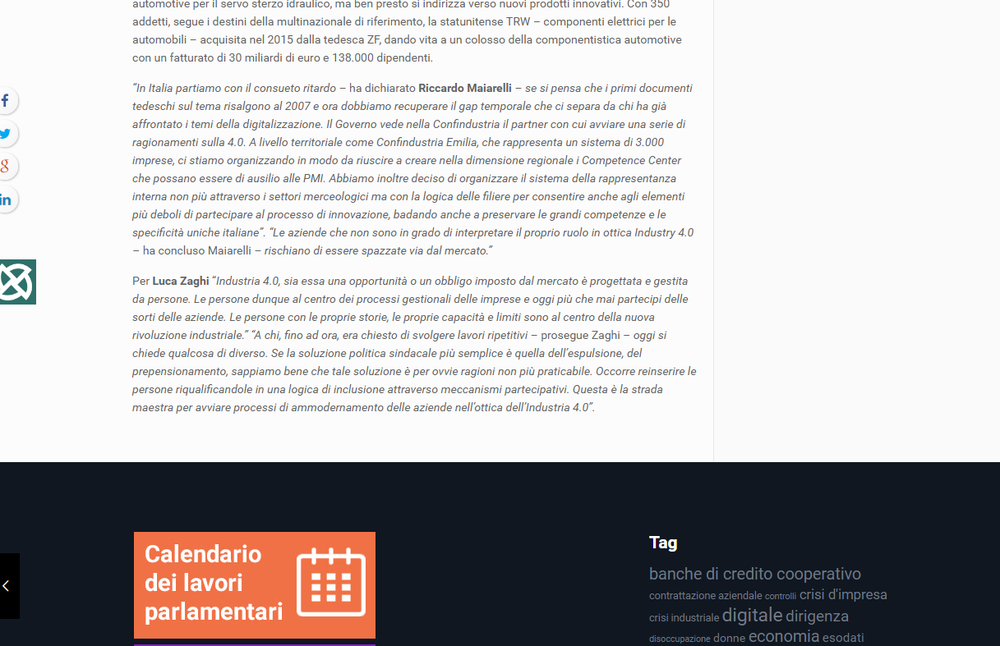 automotive per il servo sterzo idraulico, ma ben presto si indirizza verso nuovi prodotti innovativi. Con 350
addetti, segue i destini della multinazionale di riferimento, la statunitense TRW – componenti elettrici per le
automobili – acquisita nel 2015 dalla tedesca ZF, dando vita a un colosso della componentistica automotive
con un fatturato di 30 miliardi di euro e 138.000 dipendenti.
“In Italia partiamo con il consueto ritardo – ha dichiarato Riccardo Maiarelli – se si pensa che i primi documenti
tedeschi sul tema risalgono al 2007 e ora dobbiamo recuperare il gap temporale che ci separa da chi ha già
affrontato i temi della digitalizzazione. Il Governo vede nella Confindustria il partner con cui avviare una serie di
ragionamenti sulla 4.0. A livello territoriale come Confindustria Emilia, che rappresenta un sistema di 3.000
imprese, ci stiamo organizzando in modo da riuscire a creare nella dimensione regionale i Competence Center
che possano essere di ausilio alle PMI. Abbiamo inoltre deciso di organizzare il sistema della rappresentanza
interna non più attraverso i settori merceologici ma con la logica delle filiere per consentire anche agli elementi
più deboli di partecipare al processo di innovazione, badando anche a preservare le grandi competenze e le
specificità uniche italiane”. “Le aziende che non sono in grado di interpretare il proprio ruolo in ottica Industry 4.0
– ha concluso Maiarelli – rischiano di essere spazzate via dal mercato.”
Per Luca Zaghi “Industria 4.0, sia essa una opportunità o un obbligo imposto dal mercato è progettata e gestita
da persone. Le persone dunque al centro dei processi gestionali delle imprese e oggi più che mai partecipi delle
sorti delle aziende. Le persone con le proprie storie, le proprie capacità e limiti sono al centro della nuova
rivoluzione industriale.” “A chi, fino ad ora, era chiesto di svolgere lavori ripetitivi – prosegue Zaghi – oggi si
chiede qualcosa di diverso. Se la soluzione politica sindacale più semplice è quella dell’espulsione, del
prepensionamento, sappiamo bene che tale soluzione è per ovvie ragioni non più praticabile. Occorre reinserire le
persone riqualificandole in una logica di inclusione attraverso meccanismi partecipativi. Questa è la strada
maestra per avviare processi di ammodernamento delle aziende nell’ottica dell’Industria 4.0”.
Calendario
dei lavori
parlamentari
Tag
banche di credito cooperativo
contrattazione aziendale controlli crisi d'impresa
crisi industriale digitale dirigenza
disoccupazione donne economia esodati